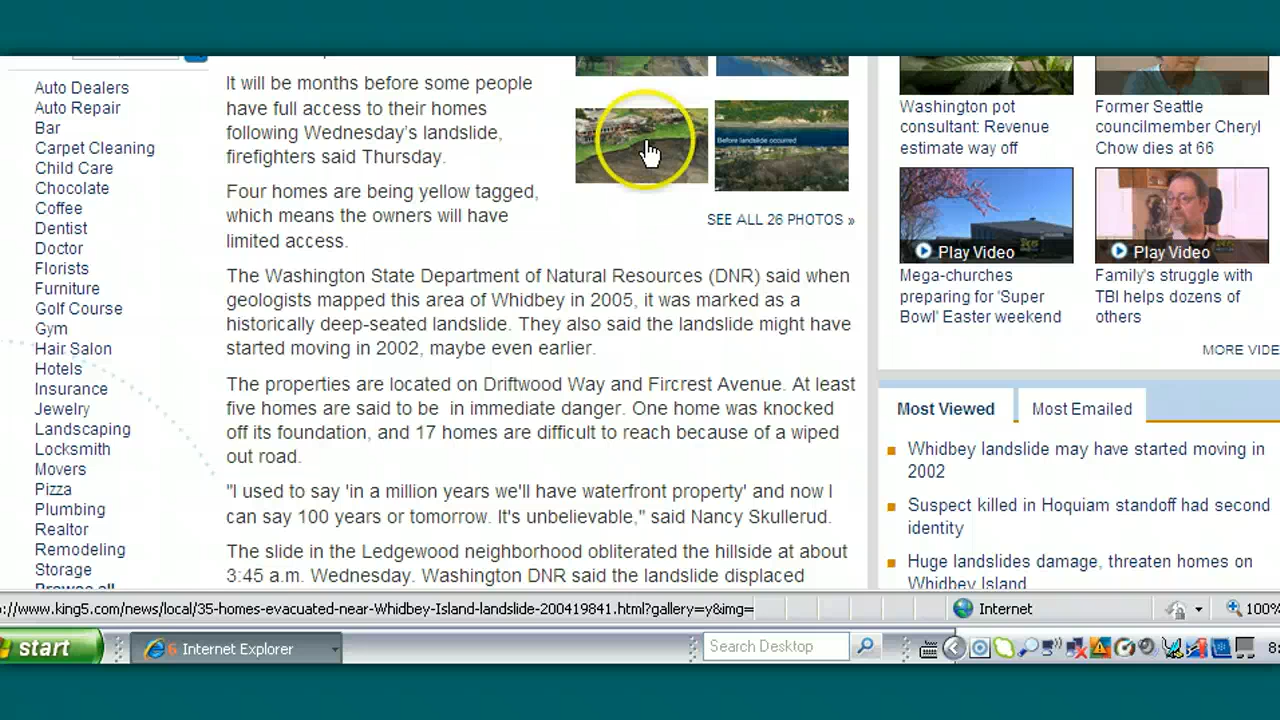 Auto Dealers
Auto Repair
Bar
Carpet Cleaning
Child Care
Chocolate
Coffee
Dentist
Doctor
Florists
Furniture
Golf Course
Gym
Hair Salon
Hotels
Insurance
Jewelry
Landscaping
Locksmith
Movers
Pizza
Plumbing
Realtor
Remodeling
Storage
Browse all
It will be months before some people
have full access to their homes
following Wednesday's landslide,
firefighters said Thursday.
Four homes are being yellow tagged,
which means the owners will have
limited access.
Before landslide occurred
SEE ALL 26 PHOTOS »
The Washington State Department of Natural Resources (DNR) said when
geologists mapped this area of Whidbey in 2005, it was marked as a
historically deep-seated landslide. They also said the landslide might have
started moving in 2002, maybe even earlier.
The properties are located on Driftwood Way and Fircrest Avenue. At least
five homes are said to be  in immediate danger. One home was knocked
off its foundation, and 17 homes are difficult to reach because of a wiped
out road.
"I used to say 'in a million years we'll have waterfront property' and now I
can say 100 years or tomorrow. It's unbelievable," said Nancy Skullerud.
The slide in the Ledgewood neighborhood obliterated the hillside at about
3:45 a.m. Wednesday. Washington DNR said the landslide displaced
Washington pot
consultant: Revenue
estimate way off
Former Seattle
councilmember Cheryl
Chow dies at 66
Play Video
Mega-churches
preparing for 'Super
Bowl' Easter weekend
Play Video
Family's struggle with
TBI helps dozens of
others
MORE VIDE
Most Viewed
Most Emailed
Whidbey landslide may have started moving in
2002
Suspect killed in Hoquiam standoff had second
identity
Huge landslides damage, threaten homes on
Whidbey Island
://www.king5.com/news/local/35-homes-evacuated-near-Whidbey-Island-landslide-200419841.html?gallery=y&img=
Internet
100%
start
6 Internet Explorer
Search Desktop
8: